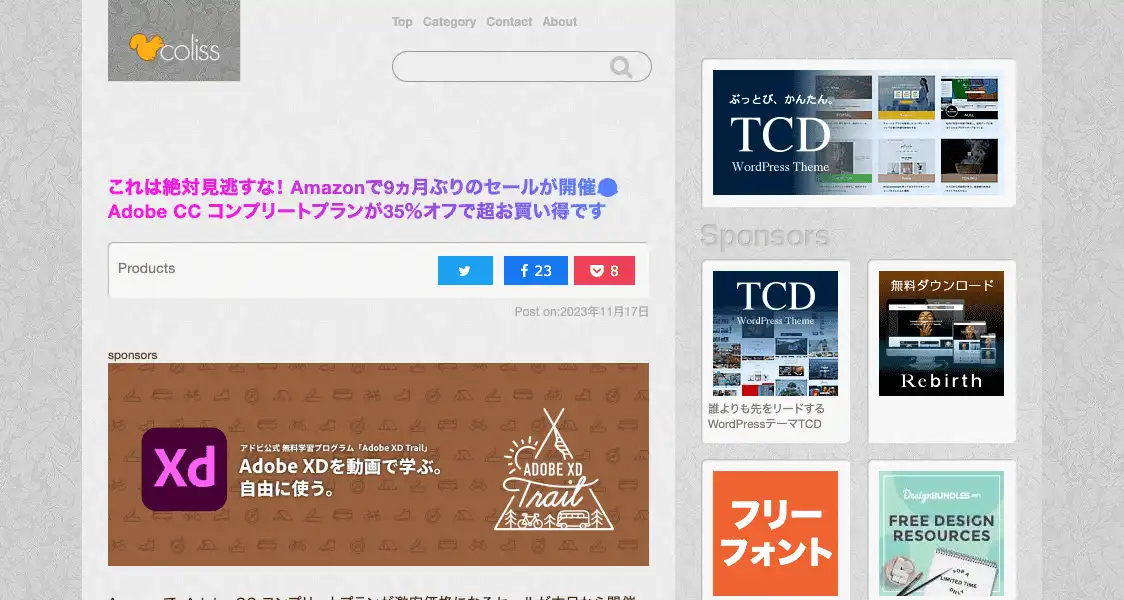 coliss
Top Category Contact About
これは絶対見逃すな! Amazonで9ヵ月ぶりのセールが開催
Adobe CC コンプリートプランが35%オフで超お買い得です
Products
23
8
Post on:2023年11月17日
sponsors
Xd
アドビ公式 無料学習プログラム「Adobe XD Trail」
Adobe XDを動画で学ぶ。
自由に使う。
ADOBE XD
Trail
ぶっとび、かんたん。
TCD
WordPress Theme
Sponsors
TCD
WordPress Theme
誰よりも先をリードする
WordPressテーマTCD
無料ダウンロード
Rebirth
フリー
フォント
DesignBUNDLES.net
FREE DESIGN
RESOURCES
FOR A
LIMITED TIME
ONLY